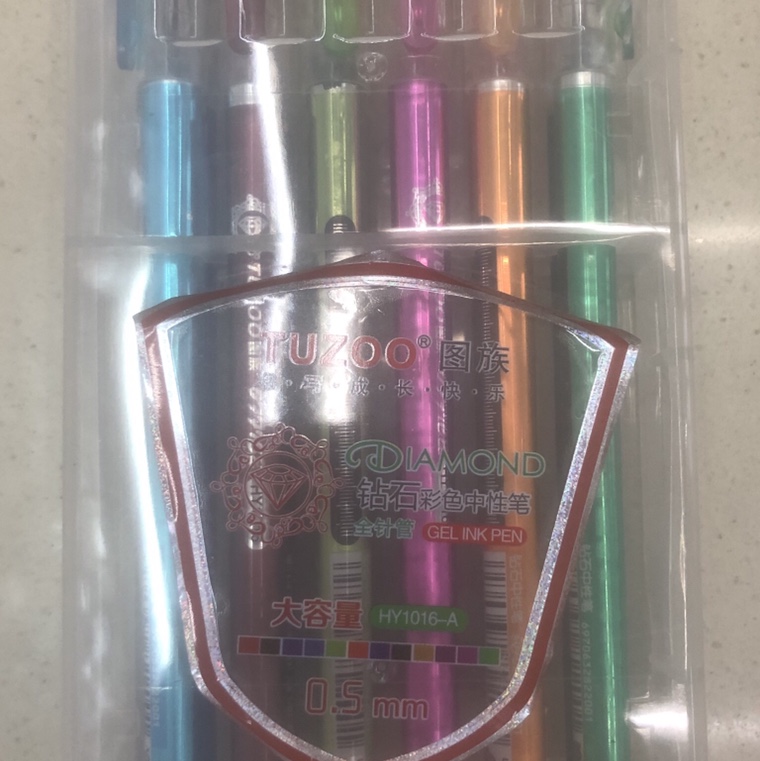 TUZOO® 图族
写·成·长·快·乐
DIAMOND
钻石彩色中性笔
全针管 GEL INK PEN
HY
大容量 HY1016-A
0.5 mm